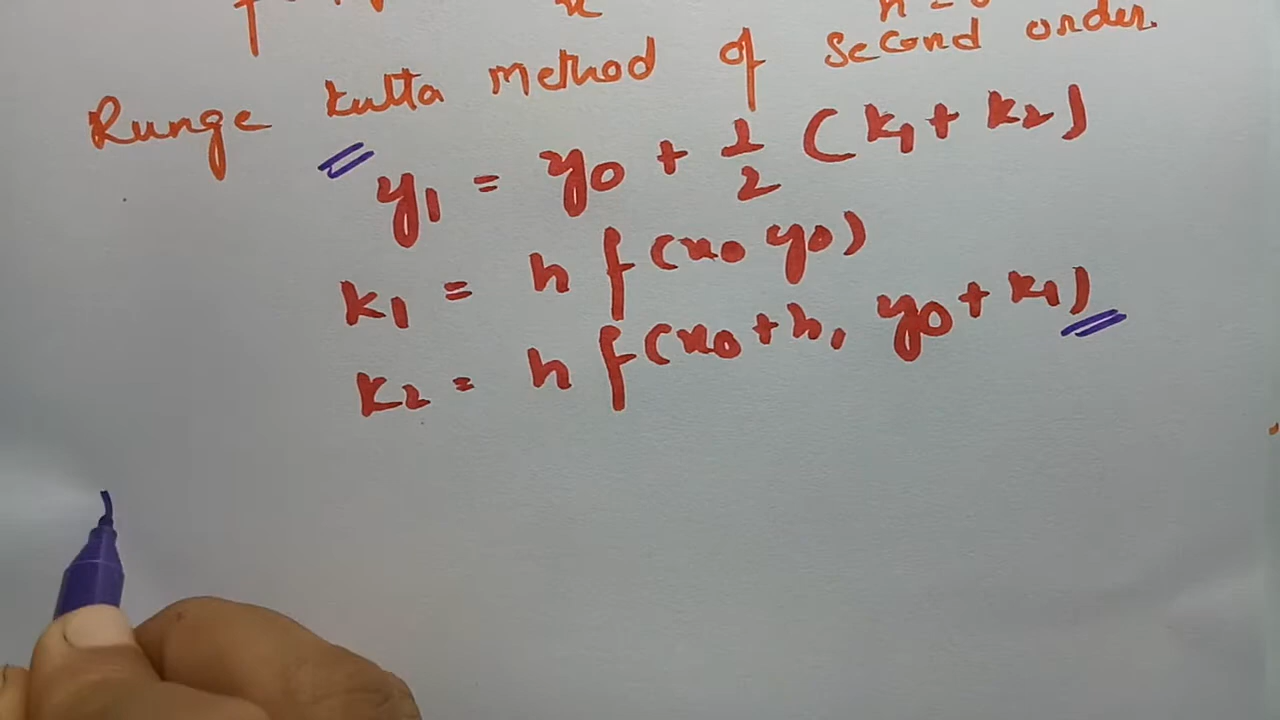 Runge Kutta Method of Second order
y1 = y0 + 1/2 (k1 + k2)
k1 = h f(x0 y0)
k2 = h f(x0+h, y0+k1)